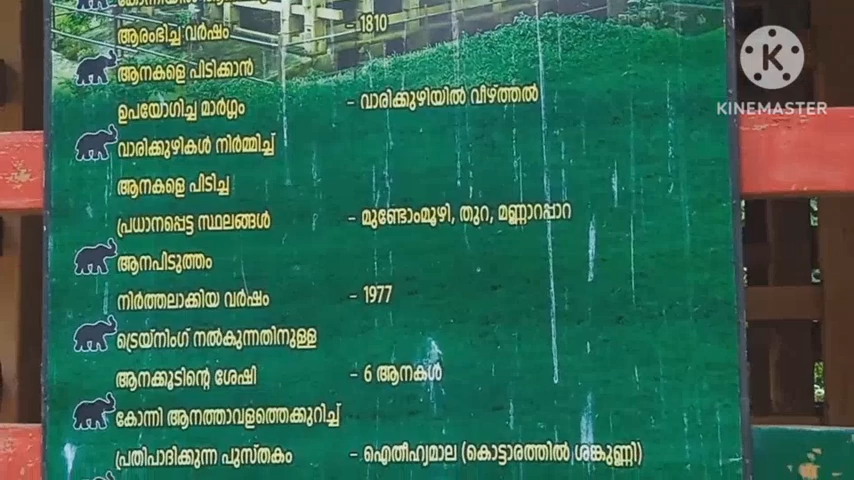 ആരംഭിച്ച വർഷം - 1810
ആനകളെ പിടിക്കാൻ
ഉപയോഗിച്ച മാർഗ്ഗം - വാരിക്കുഴിയിൽ വീഴ്ത്തൽ
വാരിക്കുഴികൾ നിർമ്മിച്ച്
ആനകളെ പിടിച്ച
പ്രധാനപ്പെട്ട സ്ഥലങ്ങൾ - മുണ്ടോംമൂഴി, തുറ, മണ്ണാറപ്പാറ
ആനപിടുത്തം
നിർത്തലാക്കിയ വർഷം - 1977
ട്രെയ്നിംഗ് നൽകുന്നതിനുള്ള
ആനക്കൂടിന്റെ ശേഷി - 6 ആനകൾ
കോന്നി ആനത്താവളത്തെക്കുറിച്ച്
പ്രതിപാദിക്കുന്ന പുസ്തകം - ഐതീഹ്യമാല (കൊട്ടാരത്തിൽ ശങ്കുണ്ണി)
KINEMASTER